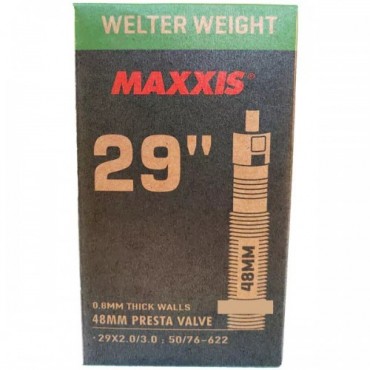 WELTER WEIGHT
MAXXIS
29"
48MM
0.8MM THICK WALLS
48MM PRESTA VALVE
· 29X2.0/3.0 ; 50/76-622